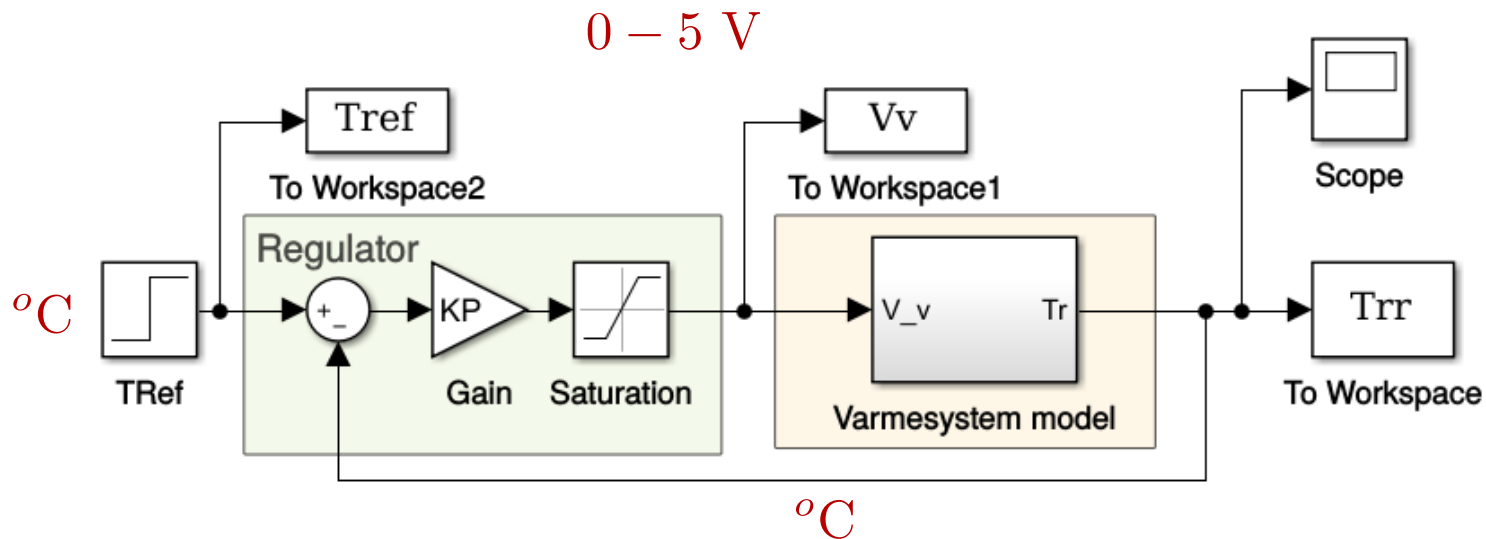 0 – 5 V
Tref
To Workspace2
Vv
To Workspace1
Scope
Regulator
°C
TRef
+
−
KP
Gain
Saturation
V_v
Tr
Varmesystem model
Trr
To Workspace
°C